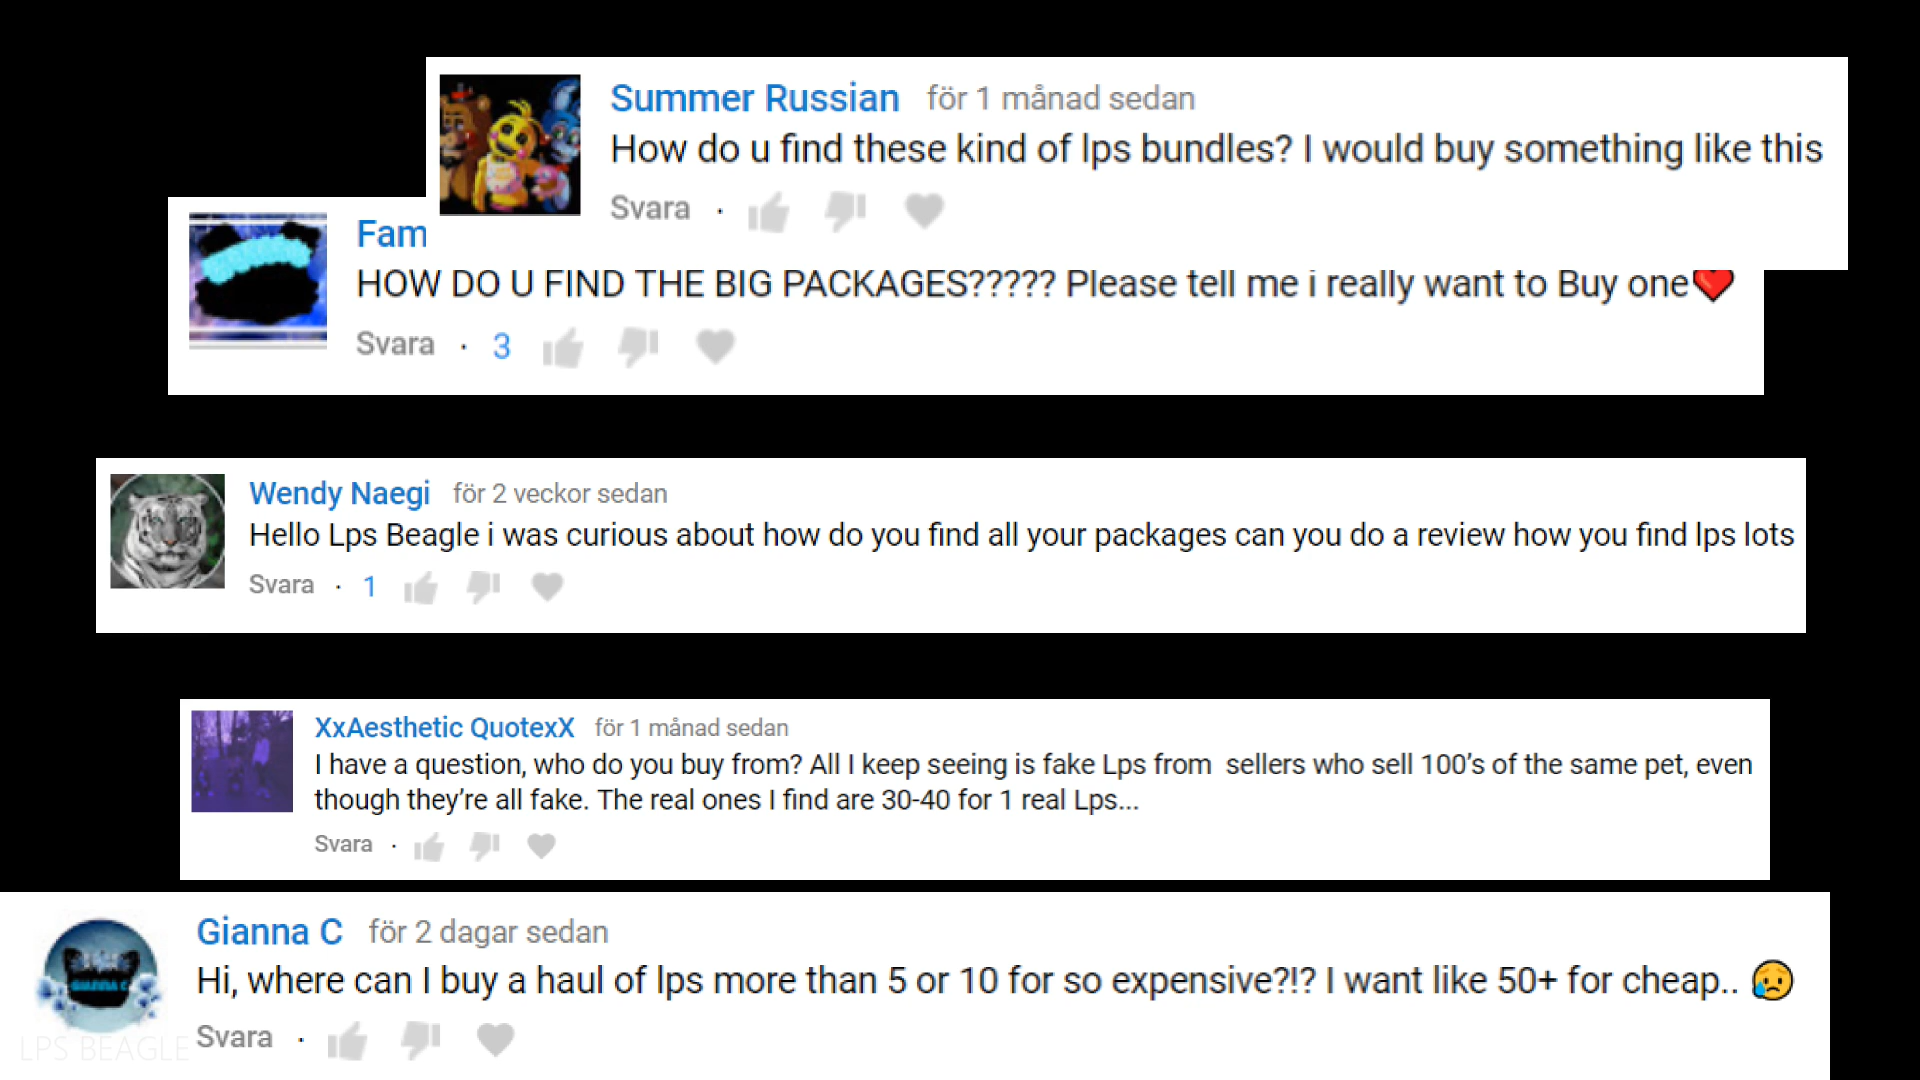 Summer Russian för 1 månad sedan
How do u find these kind of lps bundles? I would buy something like this
Svara ·
Fam
HOW DO U FIND THE BIG PACKAGES????? Please tell me i really want to Buy one❤️
Svara · 3
Wendy Naegi för 2 veckor sedan
Hello Lps Beagle i was curious about how do you find all your packages can you do a review how you find lps lots
Svara · 1
XxAesthetic QuotexX för 1 månad sedan
I have a question, who do you buy from? All I keep seeing is fake Lps from  sellers who sell 100’s of the same pet, even
though they’re all fake. The real ones I find are 30-40 for 1 real Lps...
Svara ·
Gianna C för 2 dagar sedan
Hi, where can I buy a haul of lps more than 5 or 10 for so expensive?!? I want like 50+ for cheap.. 😥
Svara ·
GIANNA C
LPS BEAGLE